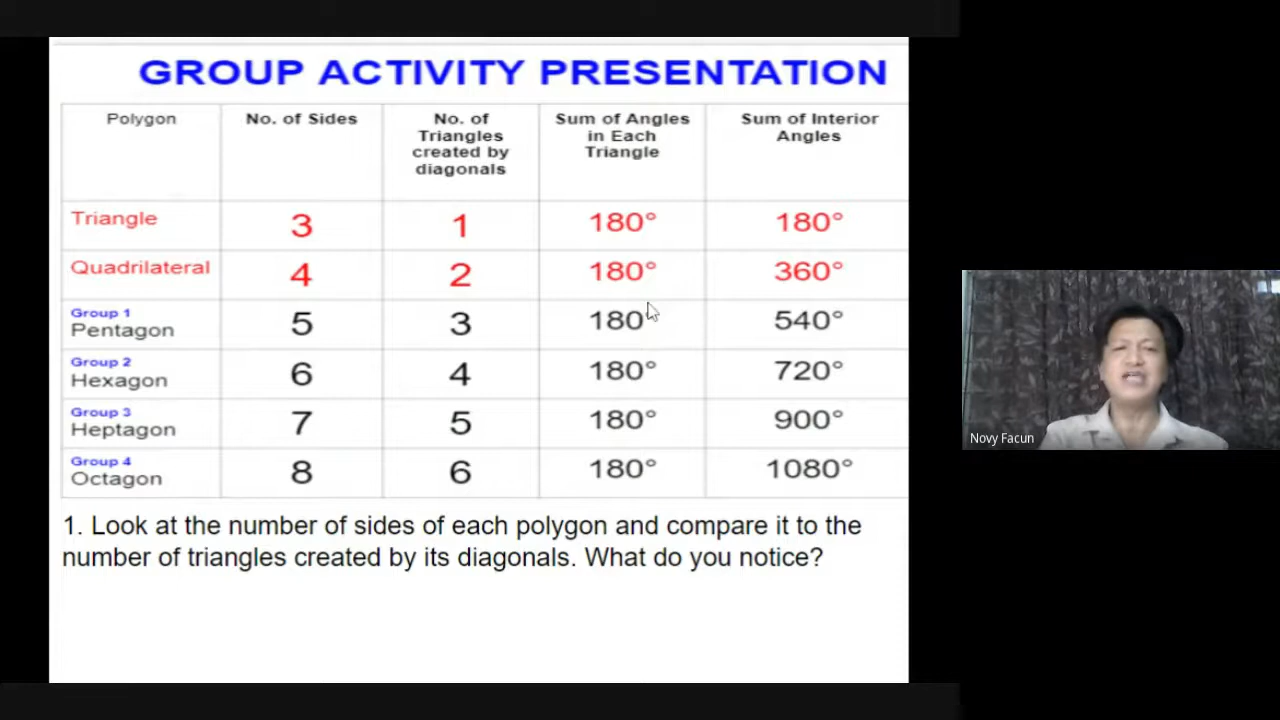 GROUP ACTIVITY PRESENTATION
Polygon No. of Sides No. of Triangles created by diagonals Sum of Angles in Each Triangle Sum of Interior Angles
Triangle 3 1 180° 180°
Quadrilateral 4 2 180° 360°
Group 1
Pentagon 5 3 180° 540°
Group 2
Hexagon 6 4 180° 720°
Group 3
Heptagon 7 5 180° 900°
Group 4
Octagon 8 6 180° 1080°
1. Look at the number of sides of each polygon and compare it to the
number of triangles created by its diagonals. What do you notice?
Novy Facun